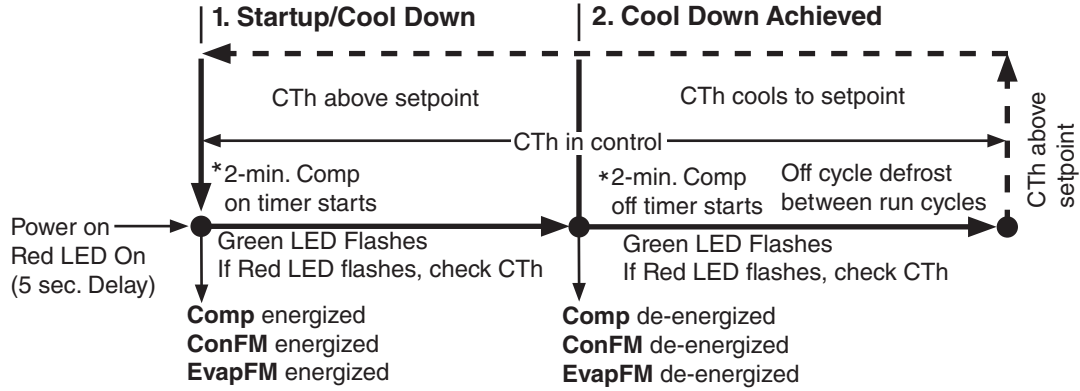 1. Startup/Cool Down
2. Cool Down Achieved
CTh above setpoint
CTh cools to setpoint
CTh in control
CTh above
setpoint
*2-min. Comp
on timer starts
*2-min. Comp
off timer starts
Off cycle defrost
between run cycles
Power on
Red LED On
(5 sec. Delay)
Green LED Flashes
If Red LED flashes, check CTh
Green LED Flashes
If Red LED flashes, check CTh
Comp energized
ConFM energized
EvapFM energized
Comp de-energized
ConFM de-energized
EvapFM de-energized